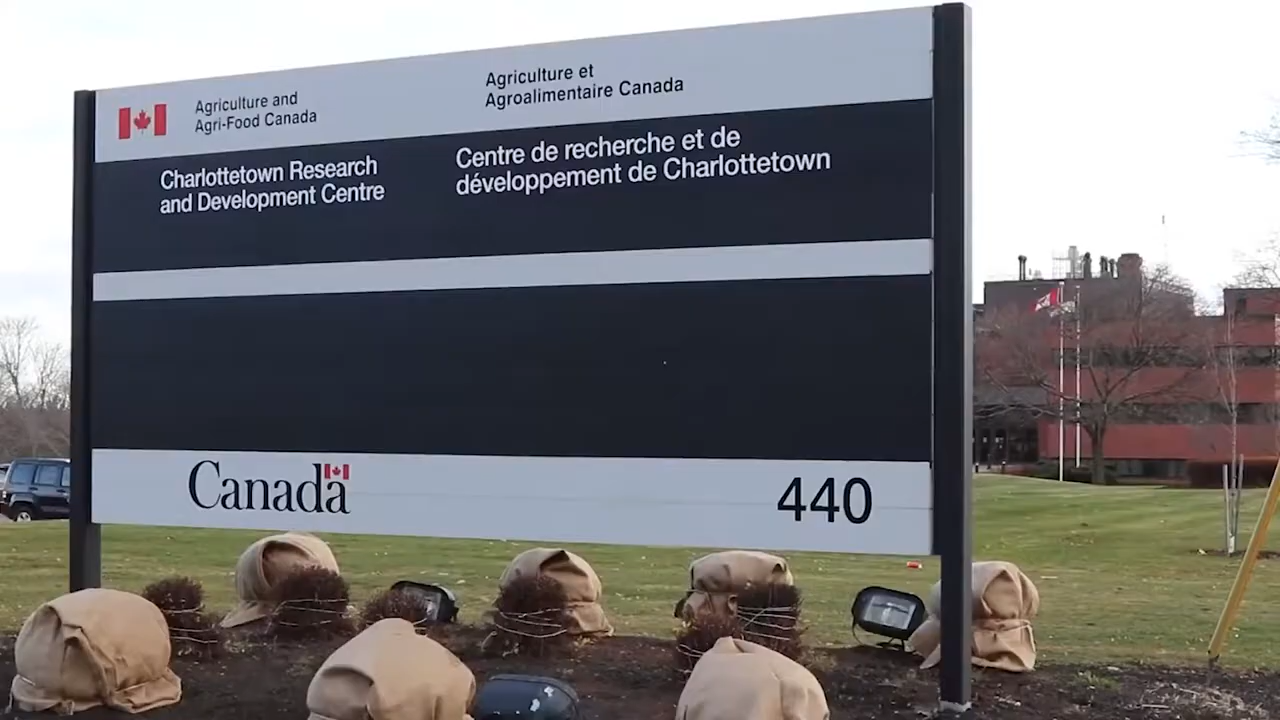 Agriculture and
Agri-Food Canada
Agriculture et
Agroalimentaire Canada
Charlottetown Research
and Development Centre
Centre de recherche et de
développement de Charlottetown
Canada
440